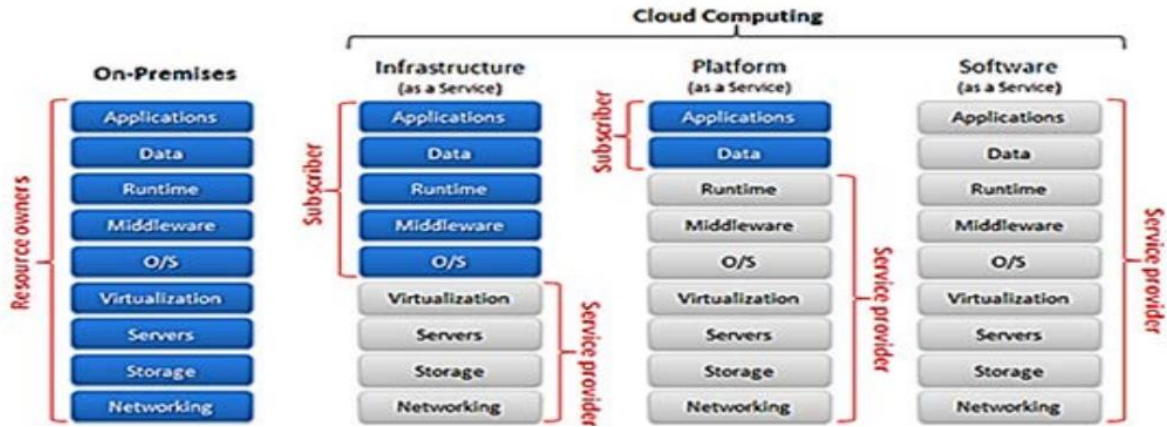 Cloud Computing
On-Premises
Resource owners
Applications
Data
Runtime
Middleware
O/S
Virtualization
Servers
Storage
Networking
Infrastructure
(as a Service)
Subscriber
Applications
Data
Runtime
Middleware
O/S
Virtualization
Servers
Storage
Networking
Service provider
Platform
(as a Service)
Subscriber
Applications
Data
Runtime
Middleware
O/S
Virtualization
Servers
Storage
Networking
Service provider
Software
(as a Service)
Applications
Data
Runtime
Middleware
O/S
Virtualization
Servers
Storage
Networking
Service provider